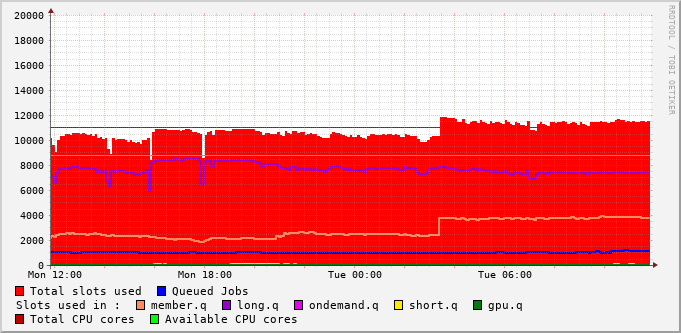 RRDTOOL / TOBI OETIKER
20000
18000
16000
14000
12000
10000
8000
6000
4000
2000
0
Mon 12:00 Mon 18:00 Tue 00:00 Tue 06:00
Total slots used Queued Jobs
Slots used in : member.q long.q ondemand.q short.q gpu.q
Total CPU cores Available CPU cores